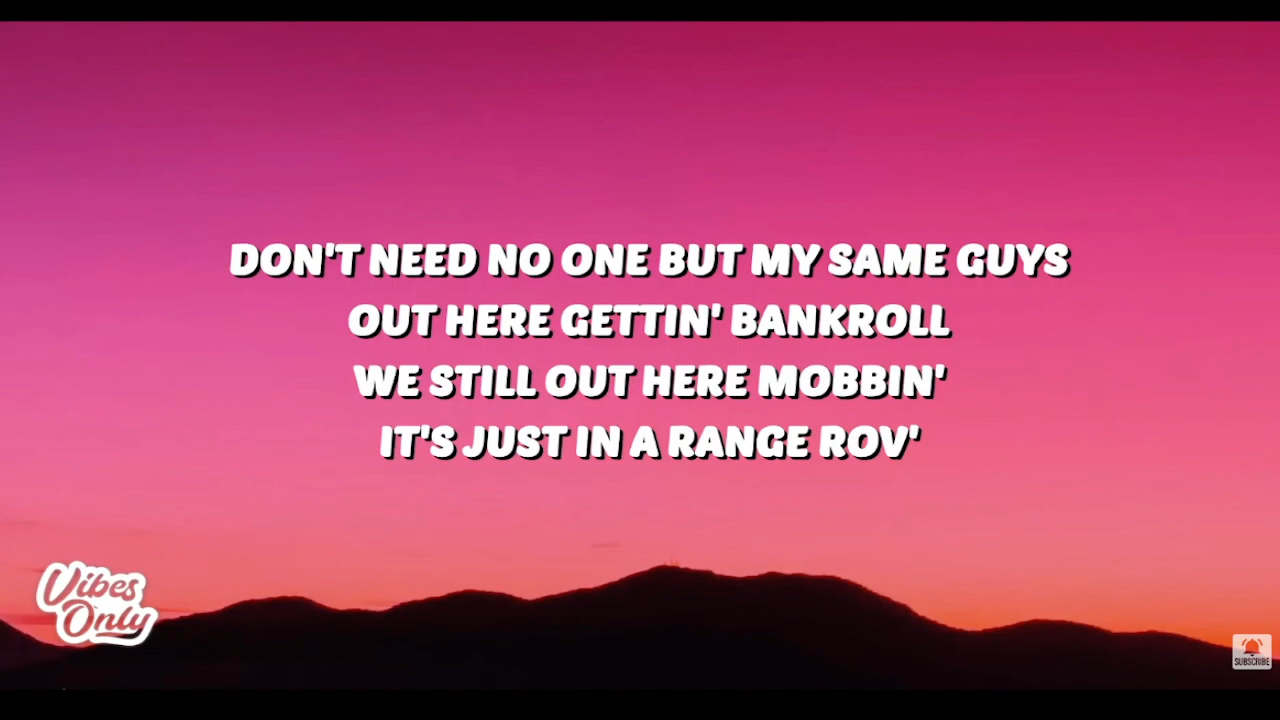 DON'T NEED NO ONE BUT MY SAME GUYS
OUT HERE GETTIN' BANKROLL
WE STILL OUT HERE MOBBIN'
IT'S JUST IN A RANGE ROV'
Vibes
Only
SUBSCRIBE